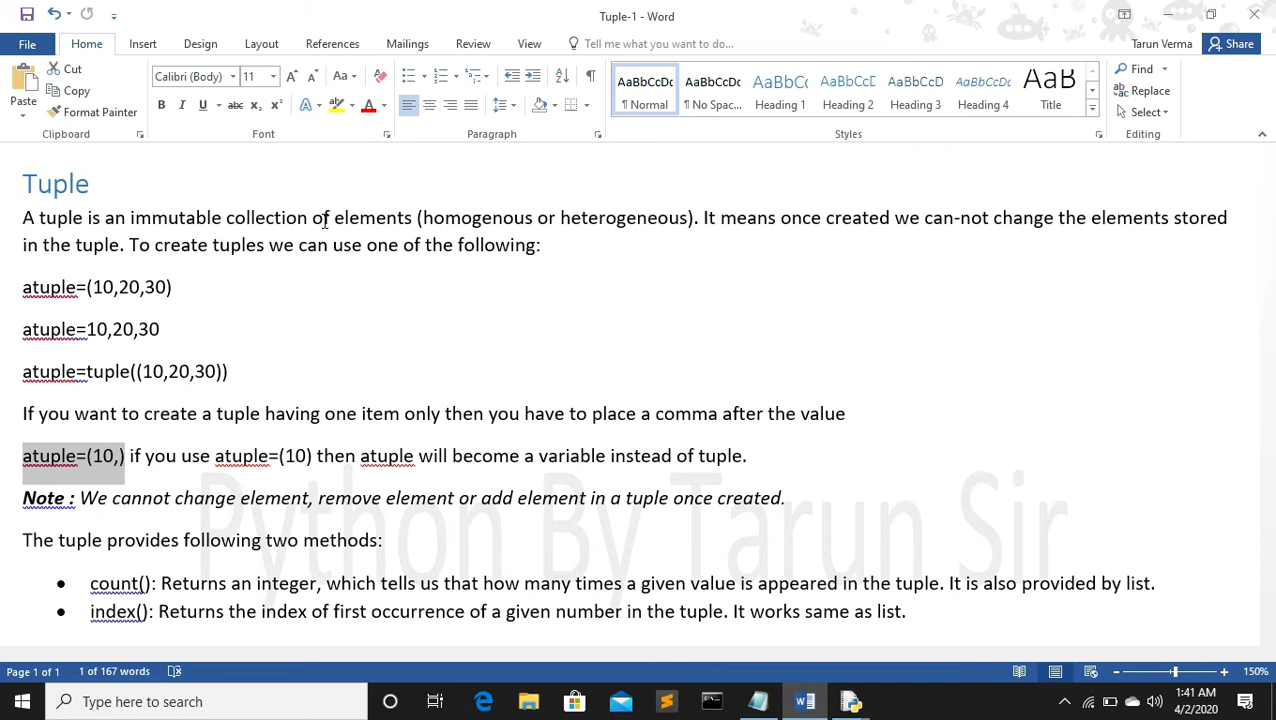 Tuple-1 - Word
File Home Insert Design Layout References Mailings Review View Tell me what you want to do... Tarun Verma Share
Paste
Cut
Copy
Format Painter
Clipboard
Calibri (Body) 11
Font
Paragraph
AaBbCcDc AaBbCcDc AaBbC AaBbCcD AaBbCcD AaBbCcD AaB
¶ Normal ¶ No Spac... Heading 1 Heading 2 Heading 3 Heading 4 Title
Styles
Find
Replace
Select
Editing
Tuple
A tuple is an immutable collection of elements (homogenous or heterogeneous). It means once created we can-not change the elements stored
in the tuple. To create tuples we can use one of the following:
atuple=(10,20,30)
atuple=10,20,30
atuple=tuple((10,20,30))
If you want to create a tuple having one item only then you have to place a comma after the value
atuple=(10,) if you use atuple=(10) then atuple will become a variable instead of tuple.
Note : We cannot change element, remove element or add element in a tuple once created.
Python By Tarun Sir
The tuple provides following two methods:
• count(): Returns an integer, which tells us that how many times a given value is appeared in the tuple. It is also provided by list.
• index(): Returns the index of first occurrence of a given number in the tuple. It works same as list.
Page 1 of 1 1 of 167 words 150%
Type here to search
1:41 AM
4/2/2020